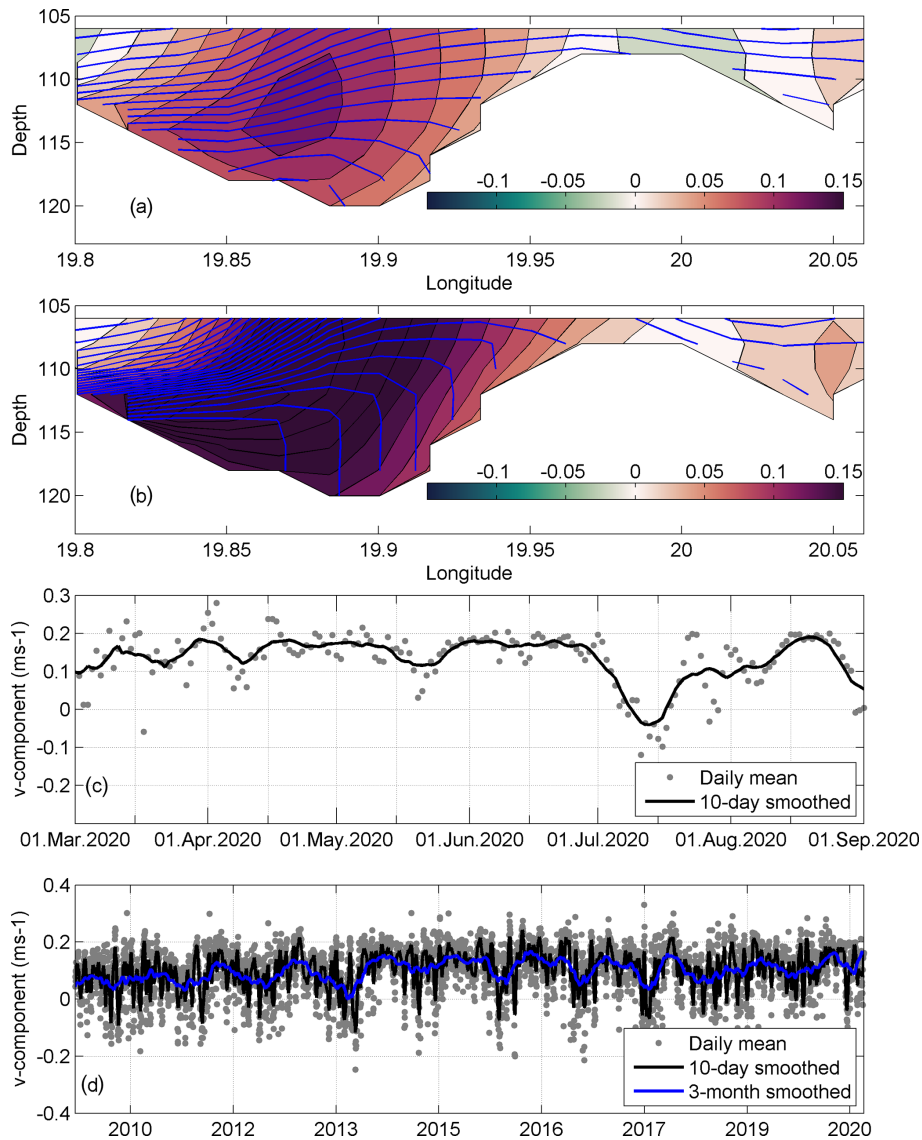 105
110
115
120
Depth
(a)
-0.1 -0.05 0 0.05 0.1 0.15
19.8 19.85 19.9 19.95 20 20.05
Longitude
105
110
115
120
Depth
(b)
-0.1 -0.05 0 0.05 0.1 0.15
19.8 19.85 19.9 19.95 20 20.05
Longitude
0.3
0.2
0.1
0
-0.1
-0.2
v-component (ms-1)
(c)
Daily mean
10-day smoothed
01.Mar.2020 01.Apr.2020 01.May.2020 01.Jun.2020 01.Jul.2020 01.Aug.2020 01.Sep.2020
0.4
0.2
0
-0.2
-0.4
v-component (ms-1)
(d)
Daily mean
10-day smoothed
3-month smoothed
2010 2012 2013 2015 2016 2017 2019 2020